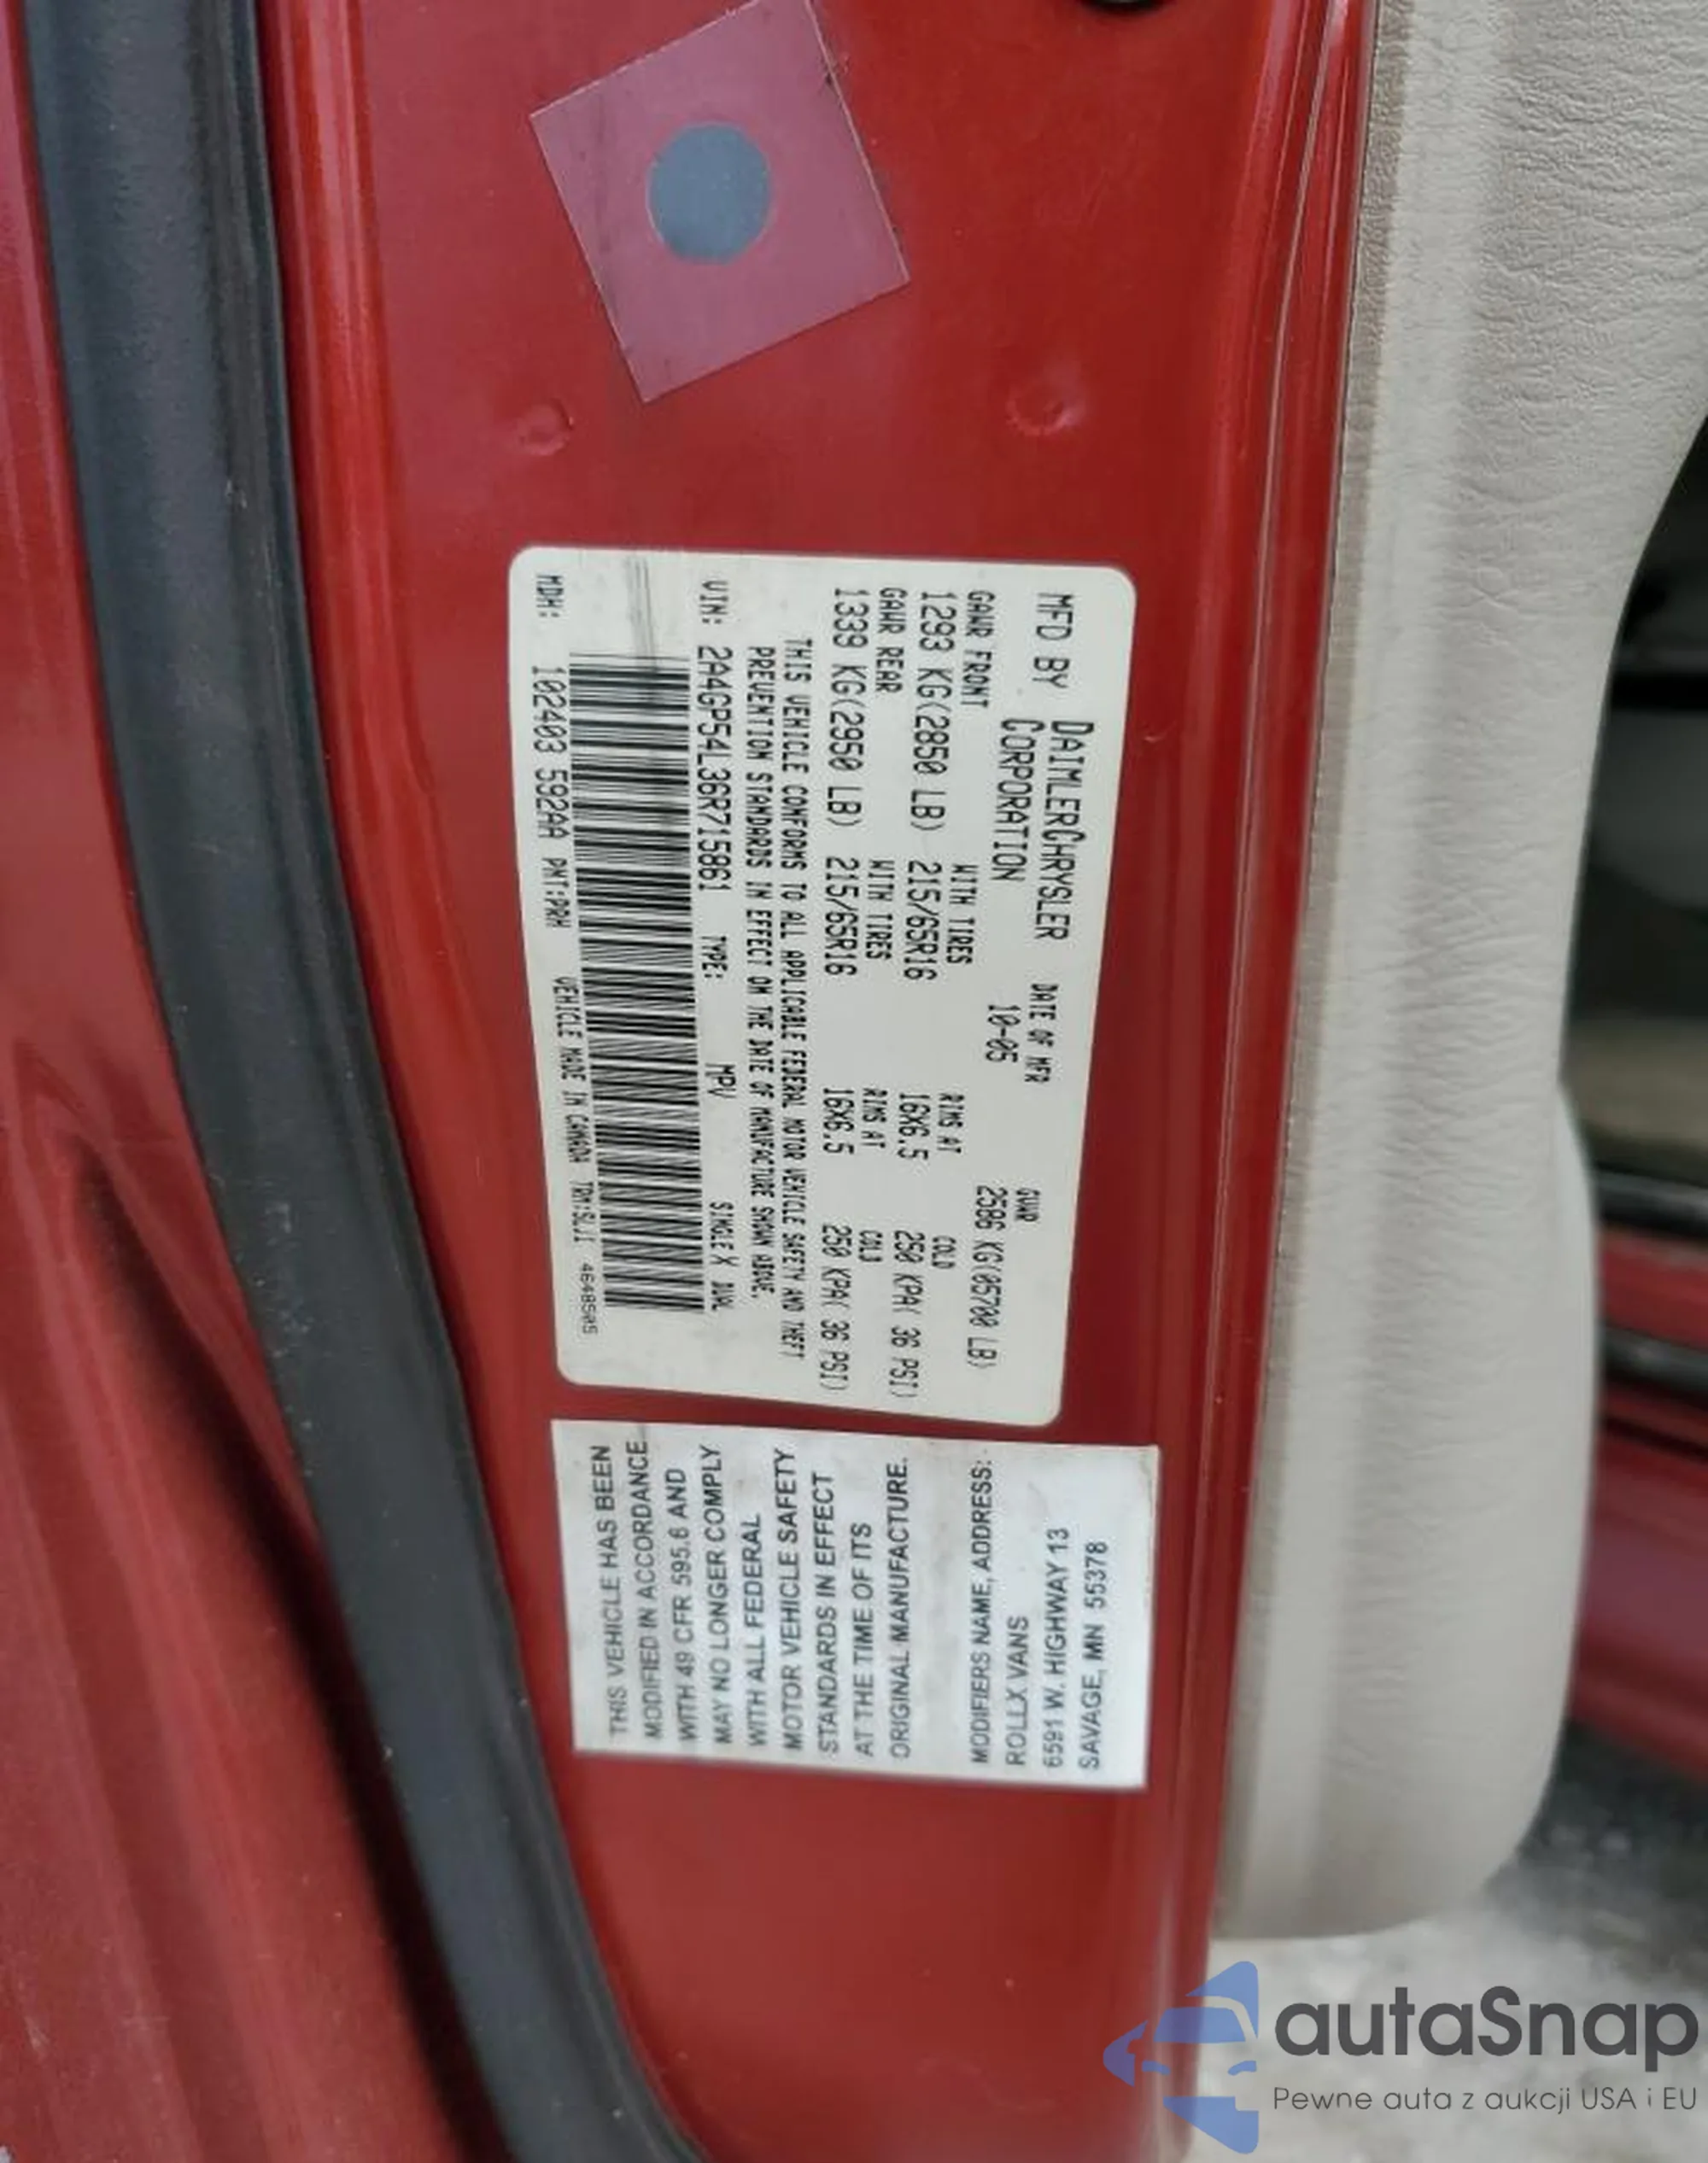 MFD BY DAIMLERCHRYSLER CORPORATION
DATE OF MFR 10-05
GVWR 2586 KG(05700 LB)
GAWR FRONT WITH TIRES RIMS AT COLD
1293 KG(2850 LB) 215/65R16 16X6.5 250 KPA( 36 PSI)
GAWR REAR WITH TIRES RIMS AT COLD
1339 KG(2950 LB) 215/65R16 16X6.5 250 KPA( 36 PSI)
THIS VEHICLE CONFORMS TO ALL APPLICABLE FEDERAL MOTOR VEHICLE SAFETY AND THEFT
PREVENTION STANDARDS IN EFFECT ON THE DATE OF MANUFACTURE SHOWN ABOVE.
VIN: 2A4GP54L36R715861 TYPE: MPV SINGLE X DUAL
MDH: 102403 592AA PNT:PRH VEHICLE MADE IN CANADA TRM:SLJ1 4648505
THIS VEHICLE HAS BEEN
MODIFIED IN ACCORDANCE
WITH 49 CFR 595.6 AND
MAY NO LONGER COMPLY
WITH ALL FEDERAL
MOTOR VEHICLE SAFETY
STANDARDS IN EFFECT
AT THE TIME OF ITS
ORIGINAL MANUFACTURE.
MODIFIERS NAME, ADDRESS:
ROLLX VANS
6591 W. HIGHWAY 13
SAVAGE, MN 55378
autaSnap
Pewne auta z aukcji USA i EU